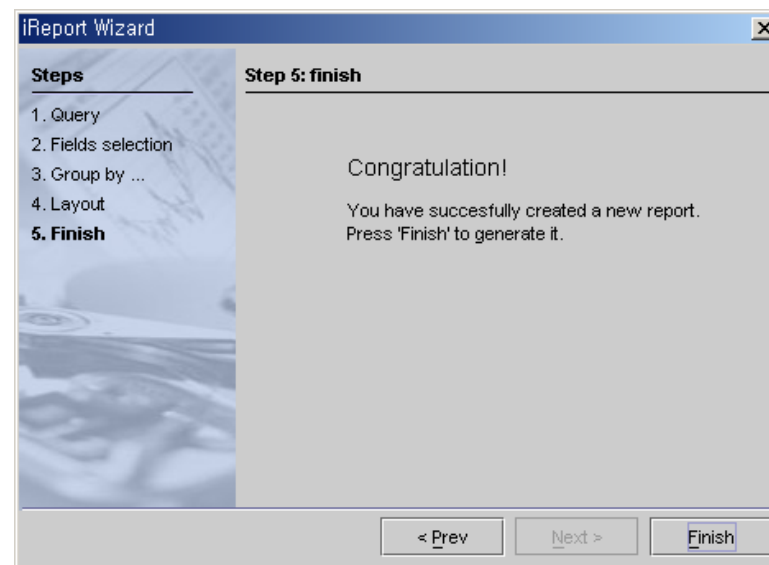 iReport Wizard
Steps
1. Query
2. Fields selection
3. Group by ...
4. Layout
5. Finish
Step 5: finish
Congratulation!
You have succesfully created a new report.
Press 'Finish' to generate it.
< Prev
Next >
Finish